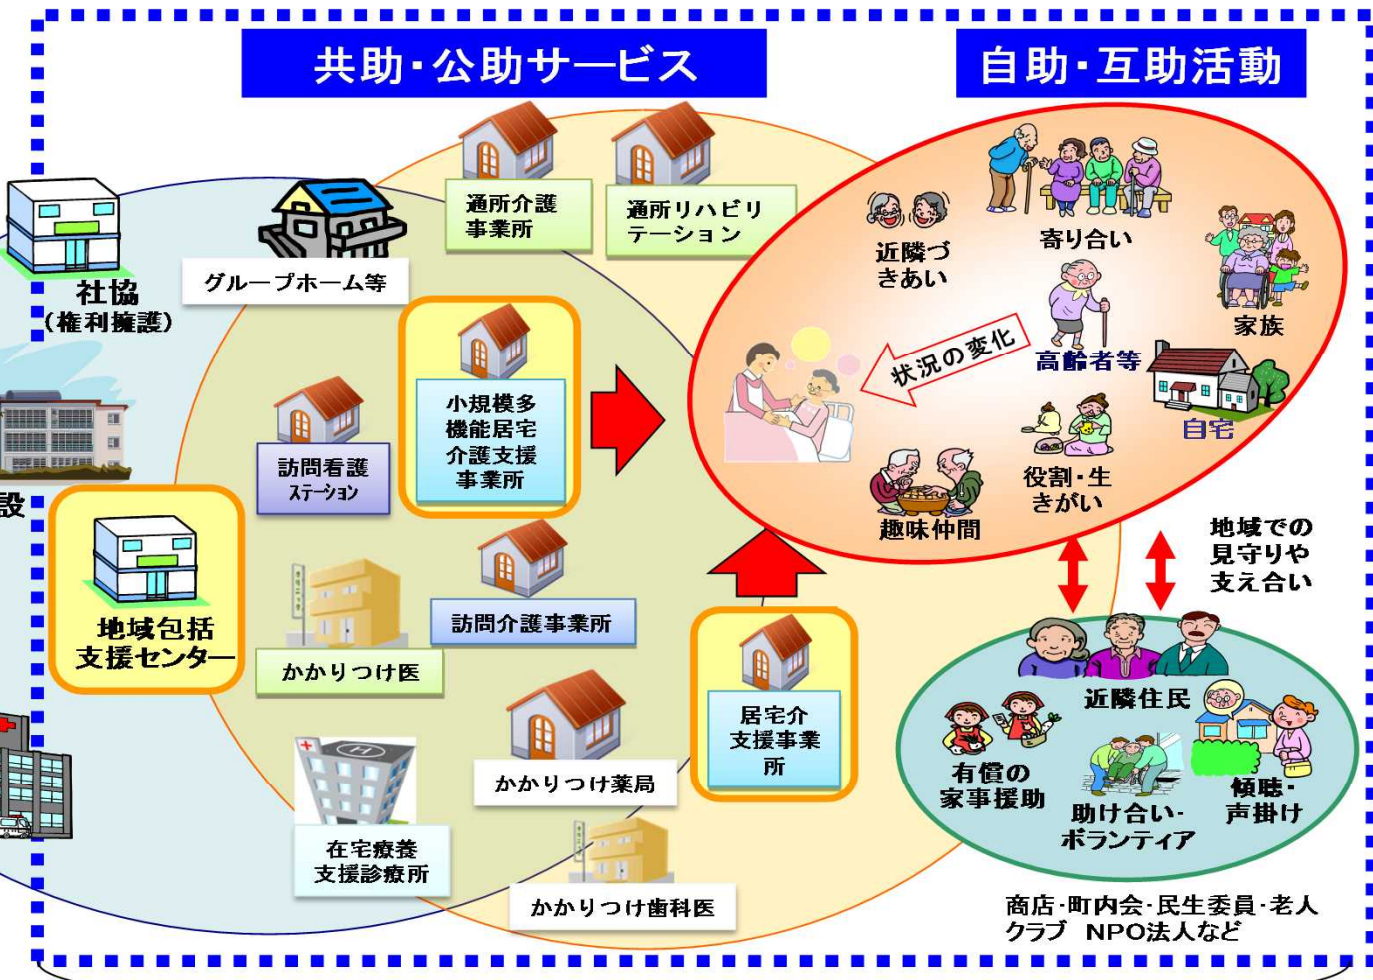 共助・公助サービス
自助・互助活動
通所介護
事業所
通所リハビリ
テーション
グループホーム等
社協
（権利擁護）
設
小規模多
機能居宅
介護支援
事業所
訪問看護
ステーション
地域包括
支援センター
訪問介護事業所
かかりつけ医
かかりつけ薬局
在宅療養
支援診療所
かかりつけ歯科医
居宅介
支援事業
所
近隣づ
きあい
寄り合い
家族
高齢者等
状況の変化
自宅
役割・生
きがい
趣味仲間
地域での
見守りや
支え合い
近隣住民
有償の
家事援助
助け合い・
ボランティア
傾聴・
声掛け
商店・町内会・民生委員・老人
クラブ　NPO法人など